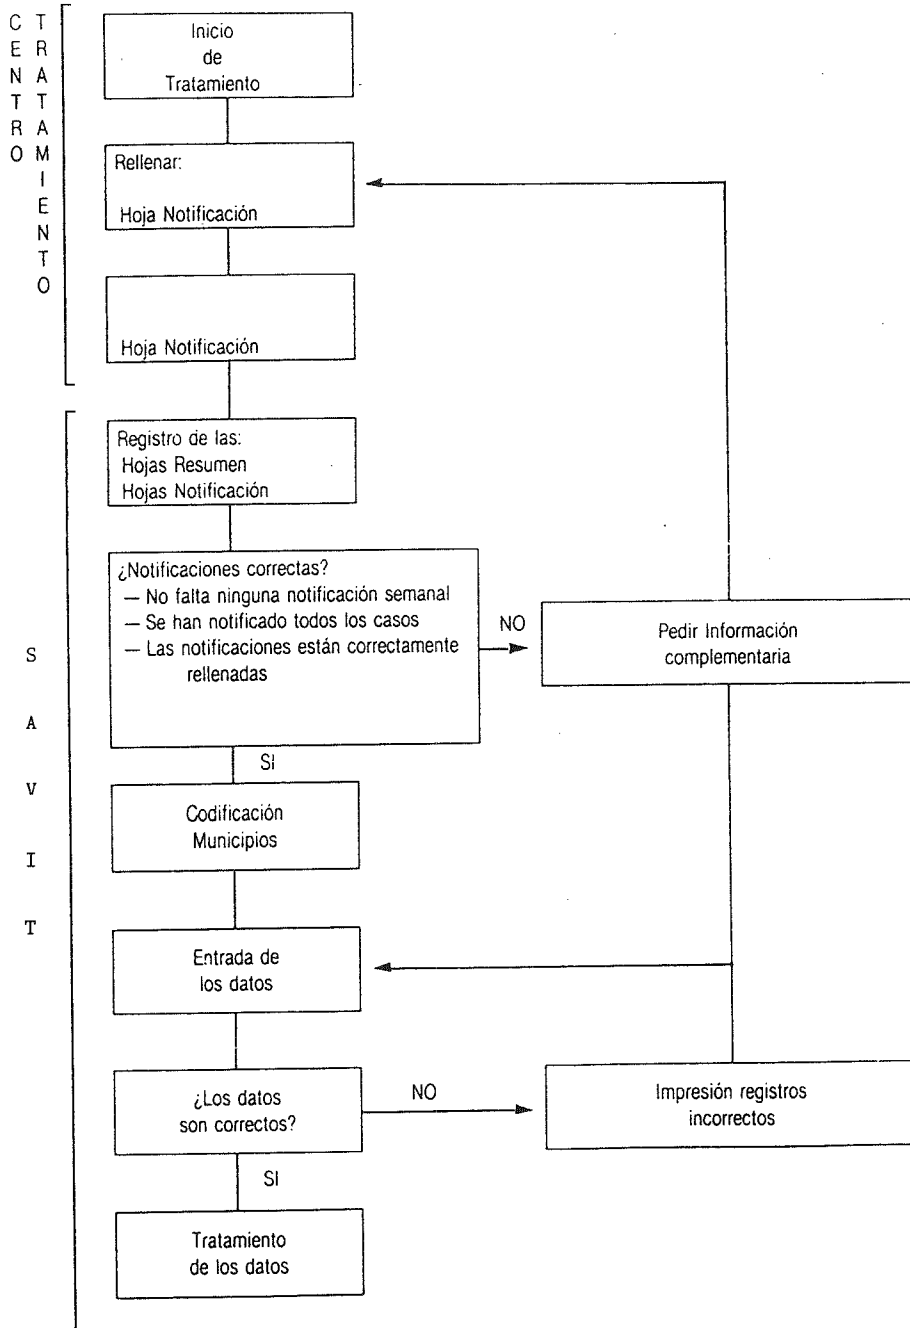 CENTRO
TRATAMIENTO
Inicio
de
Tratamiento
Rellenar:
Hoja Notificación
Hoja Notificación
Registro de las:
Hojas Resumen
Hojas Notificación
¿Notificaciones correctas?
— No falta ninguna notificación semanal
— Se han notificado todos los casos
— Las notificaciones están correctamente
rellenadas
NO
Pedir Información
complementaria
SAVIT
SI
Codificación
Municipios
Entrada de
los datos
¿Los datos
son correctos?
NO
Impresión registros
incorrectos
SI
Tratamiento
de los datos